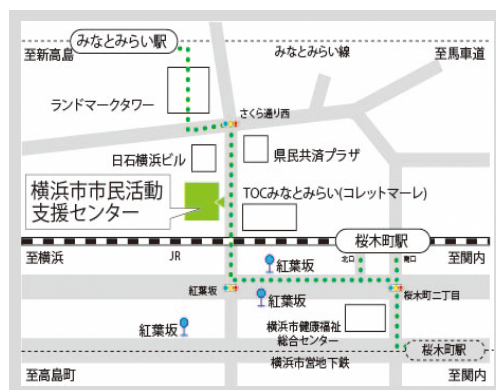 みなとみらい駅
至新高島
みなとみらい線
至馬車道
ランドマークタワー
さくら通り西
日石横浜ビル
県民共済プラザ
横浜市市民活動
支援センター
TOCみなとみらい(コレットマーレ)
桜木町駅
至横浜
JR
紅葉坂
北口
南口
至関内
紅葉坂
紅葉坂
桜木町二丁目
紅葉坂
横浜市健康福祉
総合センター
桜木町駅
横浜市営地下鉄
至高島町
至関内